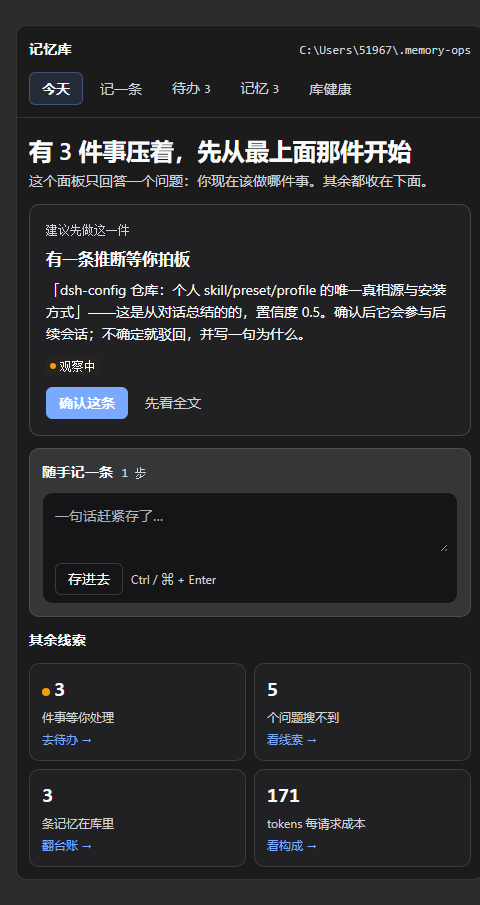 记忆库
C:\Users\51967\.memory-ops
今天 记一条 待办 3 记忆 3 库健康
有 3 件事压着，先从最上面那件开始
这个面板只回答一个问题：你现在该做哪件事。其余都收在下面。
建议先做这一件
有一条推断等你拍板
「dsh-config 仓库：个人 skill/preset/profile 的唯一真相源与安装
方式」——这是从对话总结的，置信度 0.5。确认后它会参与后
续会话；不确定就驳回，并写一句为什么。
观察中
确认这条 先看全文
随手记一条 1 步
一句话赶紧存了...
存进去 Ctrl / ⌘ + Enter
其余线索
3
件事等你处理
去待办 →
5
个问题搜不到
看线索 →
3
条记忆在库里
翻台账 →
171
tokens 每请求成本
看构成 →